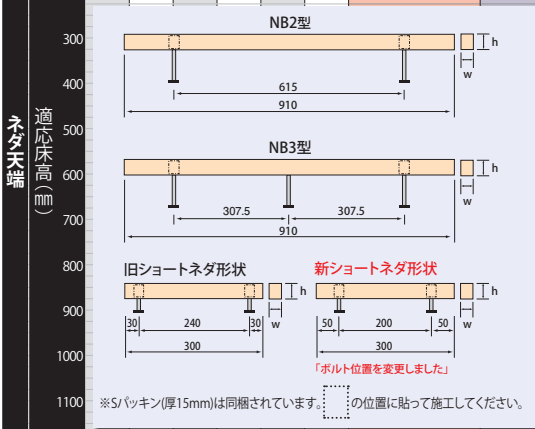 ネダ天端
適応床高(㎜)
300
400
500
600
700
800
900
1000
1100
NB2型
h
w
615
910
NB3型
h
w
307.5 307.5
910
旧ショートネダ形状
h
w
30 240 30
300
新ショートネダ形状
h
w
50 200 50
300
「ボルト位置を変更しました」
※Sパッキン(厚15mm)は同梱されています。 の位置に貼って施工してください。